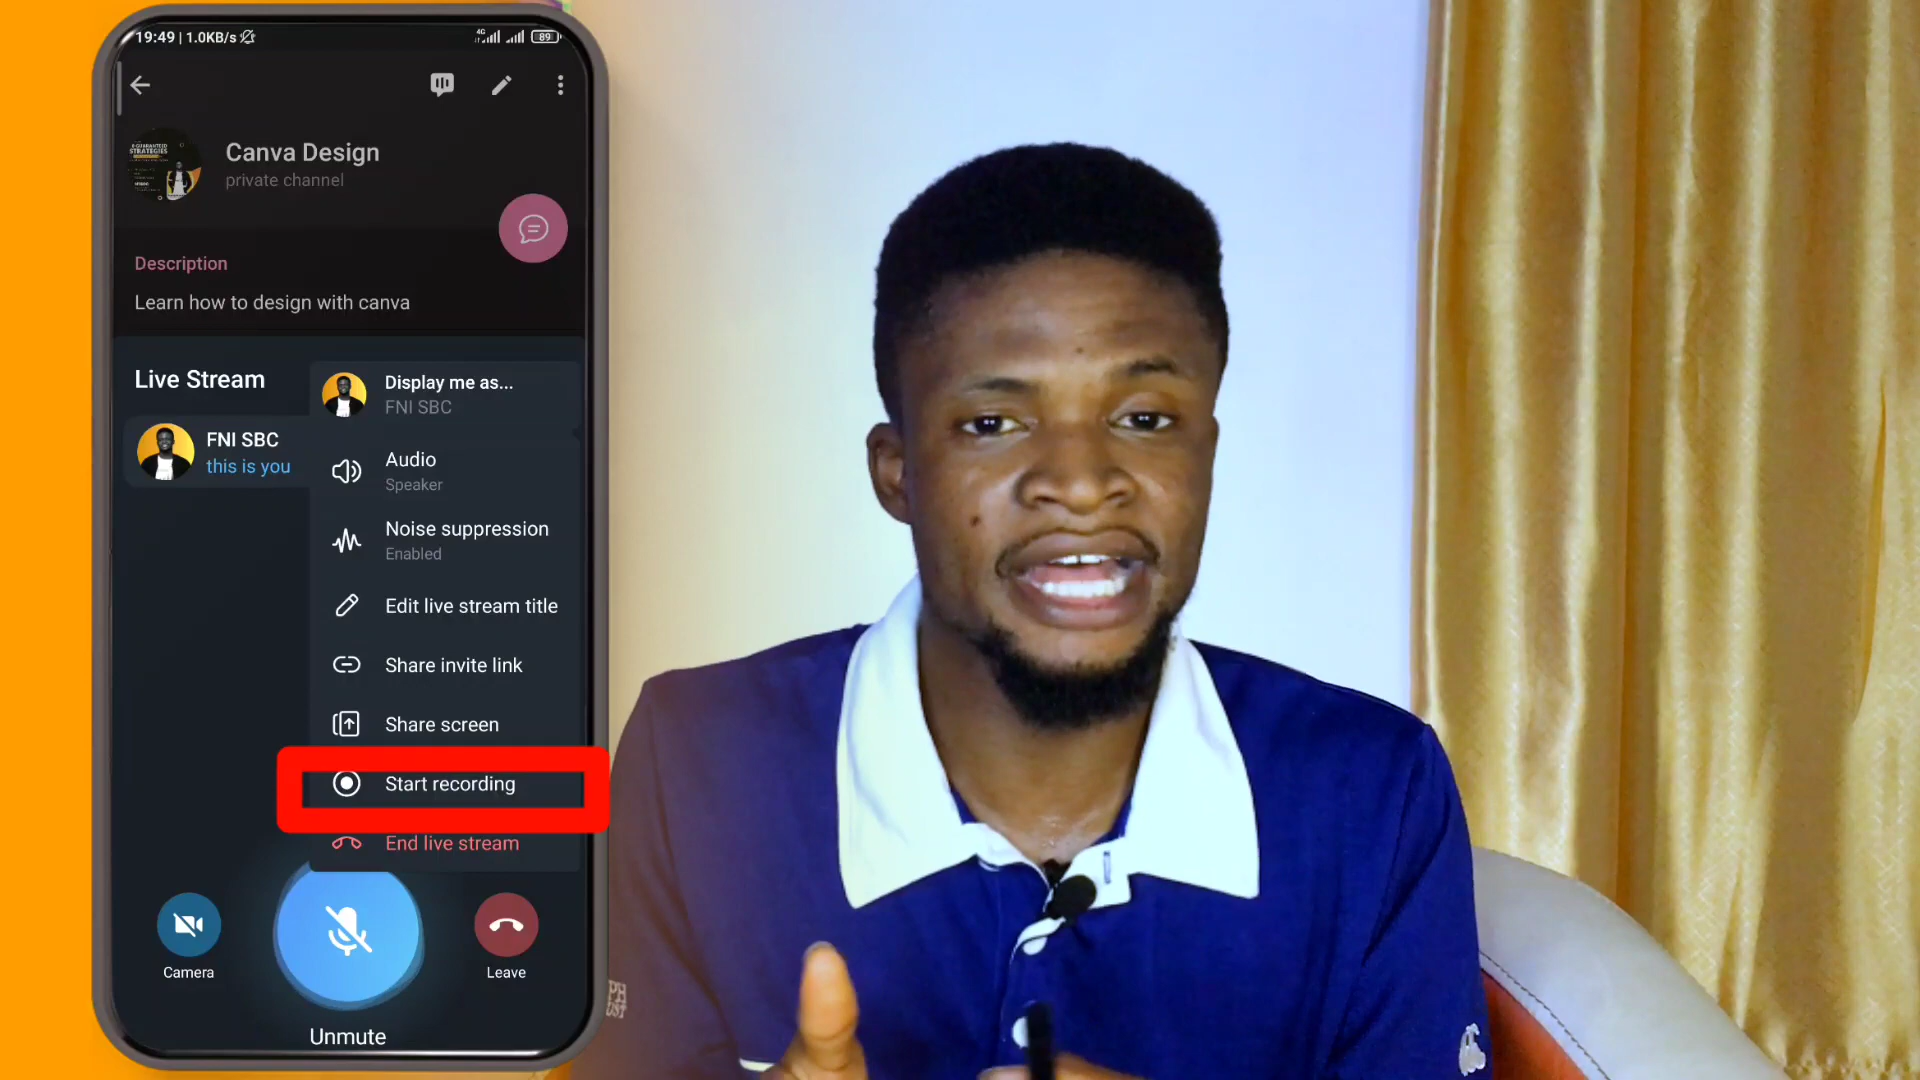 19:49 | 1.0KB/s
4G
89
Canva Design
private channel
Description
Learn how to design with canva
Live Stream
FNI SBC
this is you
Display me as...
FNI SBC
Audio
Speaker
Noise suppression
Enabled
Edit live stream title
Share invite link
Share screen
Start recording
End live stream
Camera
Leave
Unmute